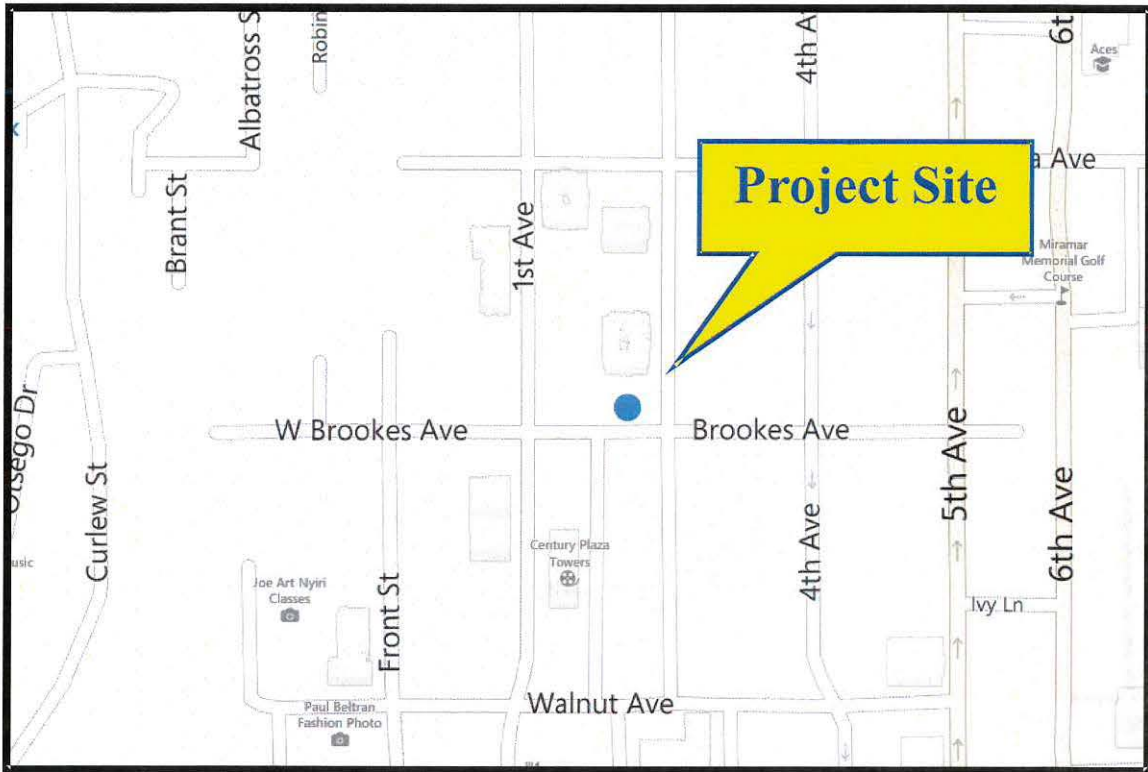 Albatross S
Robin
4th A
6t
Aces
x
Project Site
a Ave
Brant St
1st Ave
Miramar
Memorial Golf
Course
Otsego Dr
W Brookes Ave
Brookes Ave
Curlew St
5th Ave
6th Ave
usic
Century Plaza
Towers
4th Ave
Joe Art Nyiri
Classes
Front St
Ivy Ln
Walnut Ave
Paul Beltran
Fashion Photo